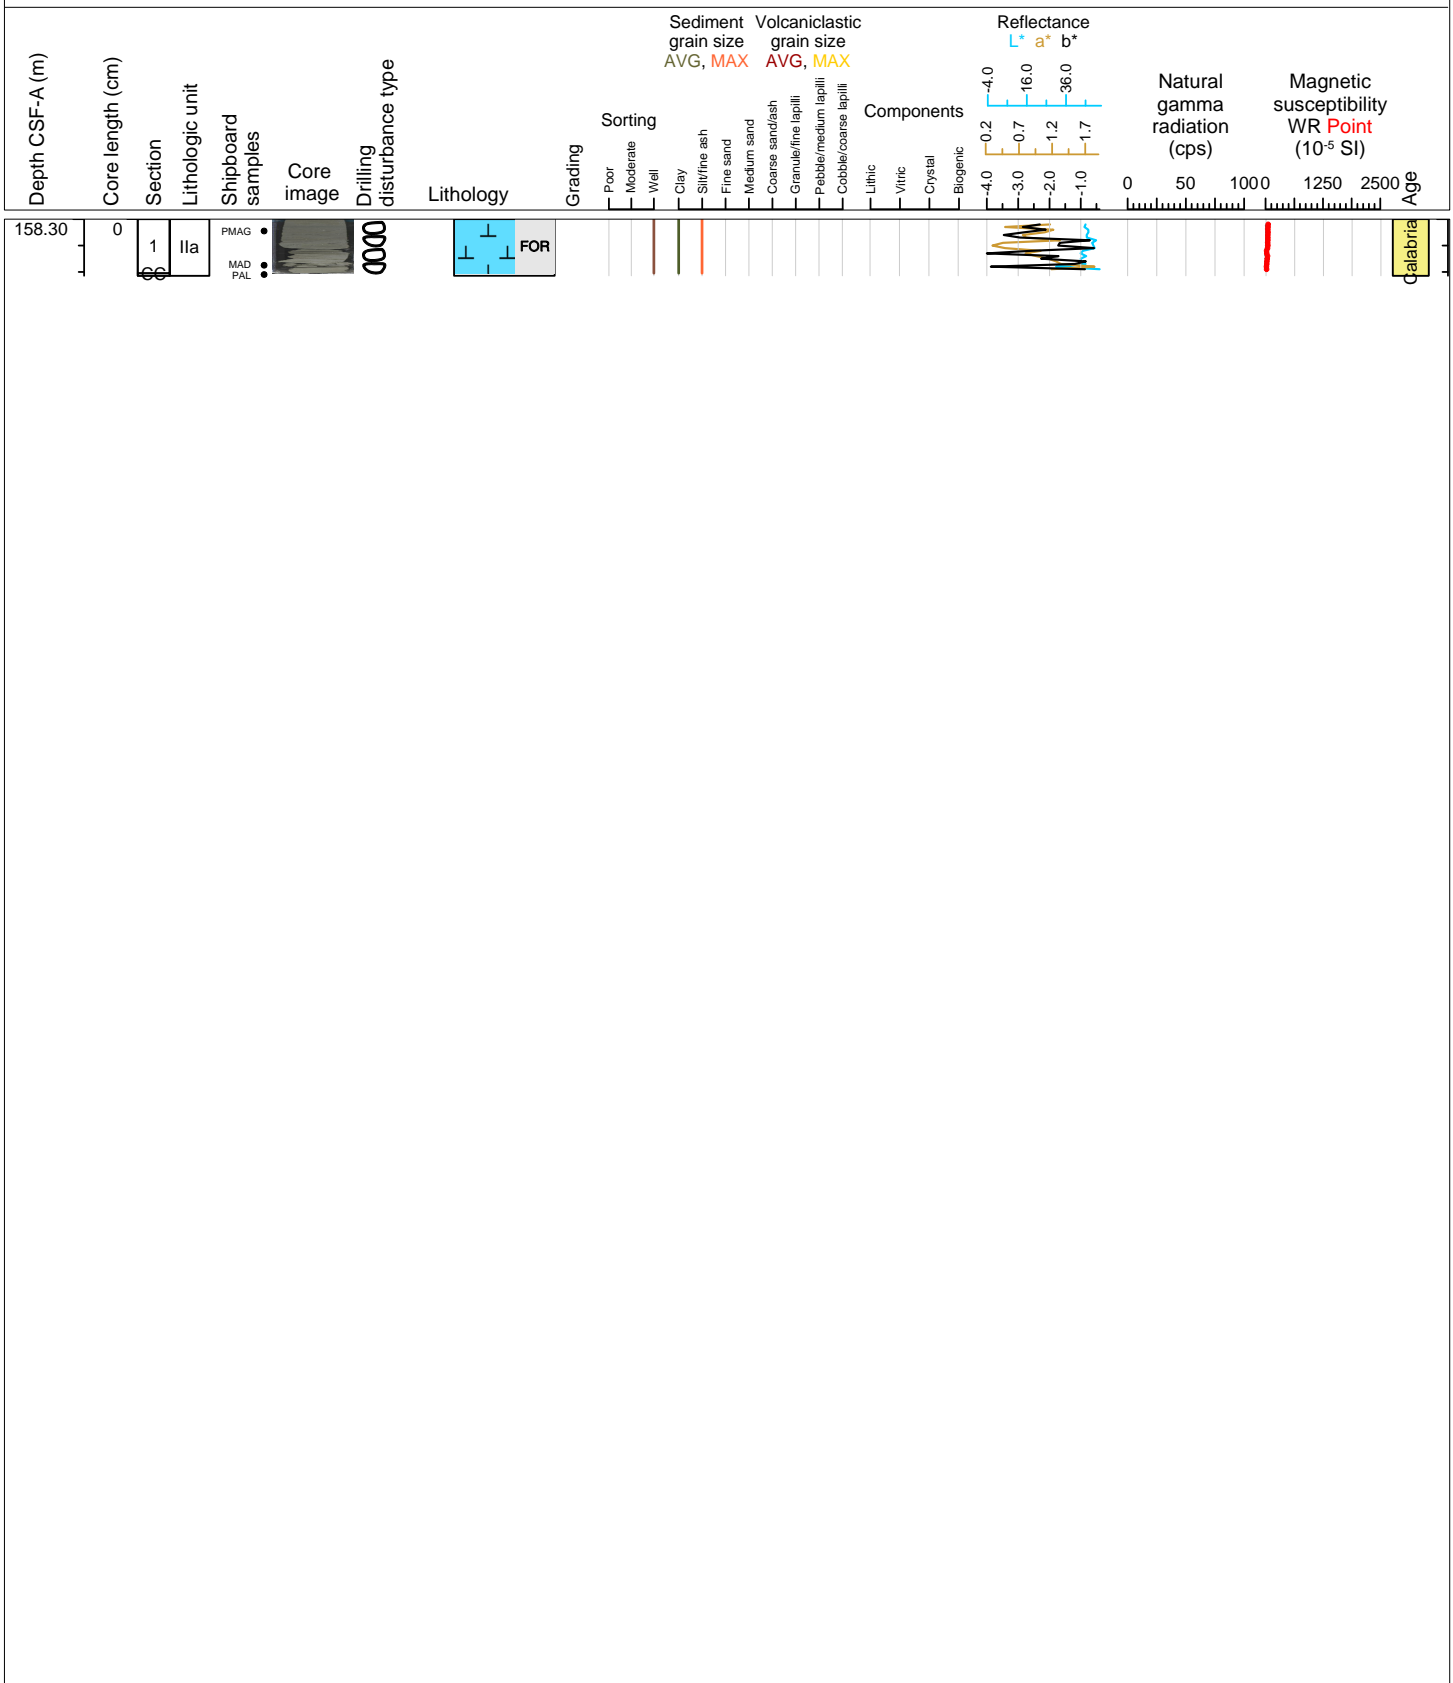 Depth CSF-A (m)
Core length (cm)
Section
Lithologic unit
Shipboard
samples
Core
image
Drilling
disturbance type
Lithology
Grading
Sorting
Poor
Moderate
Well
Sediment
grain size
AVG, MAX
Volcaniclastic
grain size
AVG, MAX
Clay
Silt/fine ash
Fine sand
Medium sand
Coarse sand/ash
Granule/fine lapilli
Pebble/medium lapilli
Cobble/coarse lapilli
Components
Lithic
Vitric
Crystal
Biogenic
Reflectance
L* a* b*
-4.0 16.0 36.0
0.2 0.7 1.2 1.7
-4.0 -3.0 -2.0 -1.0
Natural
gamma
radiation
(cps)
0 50 100
Magnetic
susceptibility
WR Point
(10-5 SI)
0 1250 2500
Age
158.30
0
1
CC
IIa
PMAG
MAD
PAL
FOR
Calabria